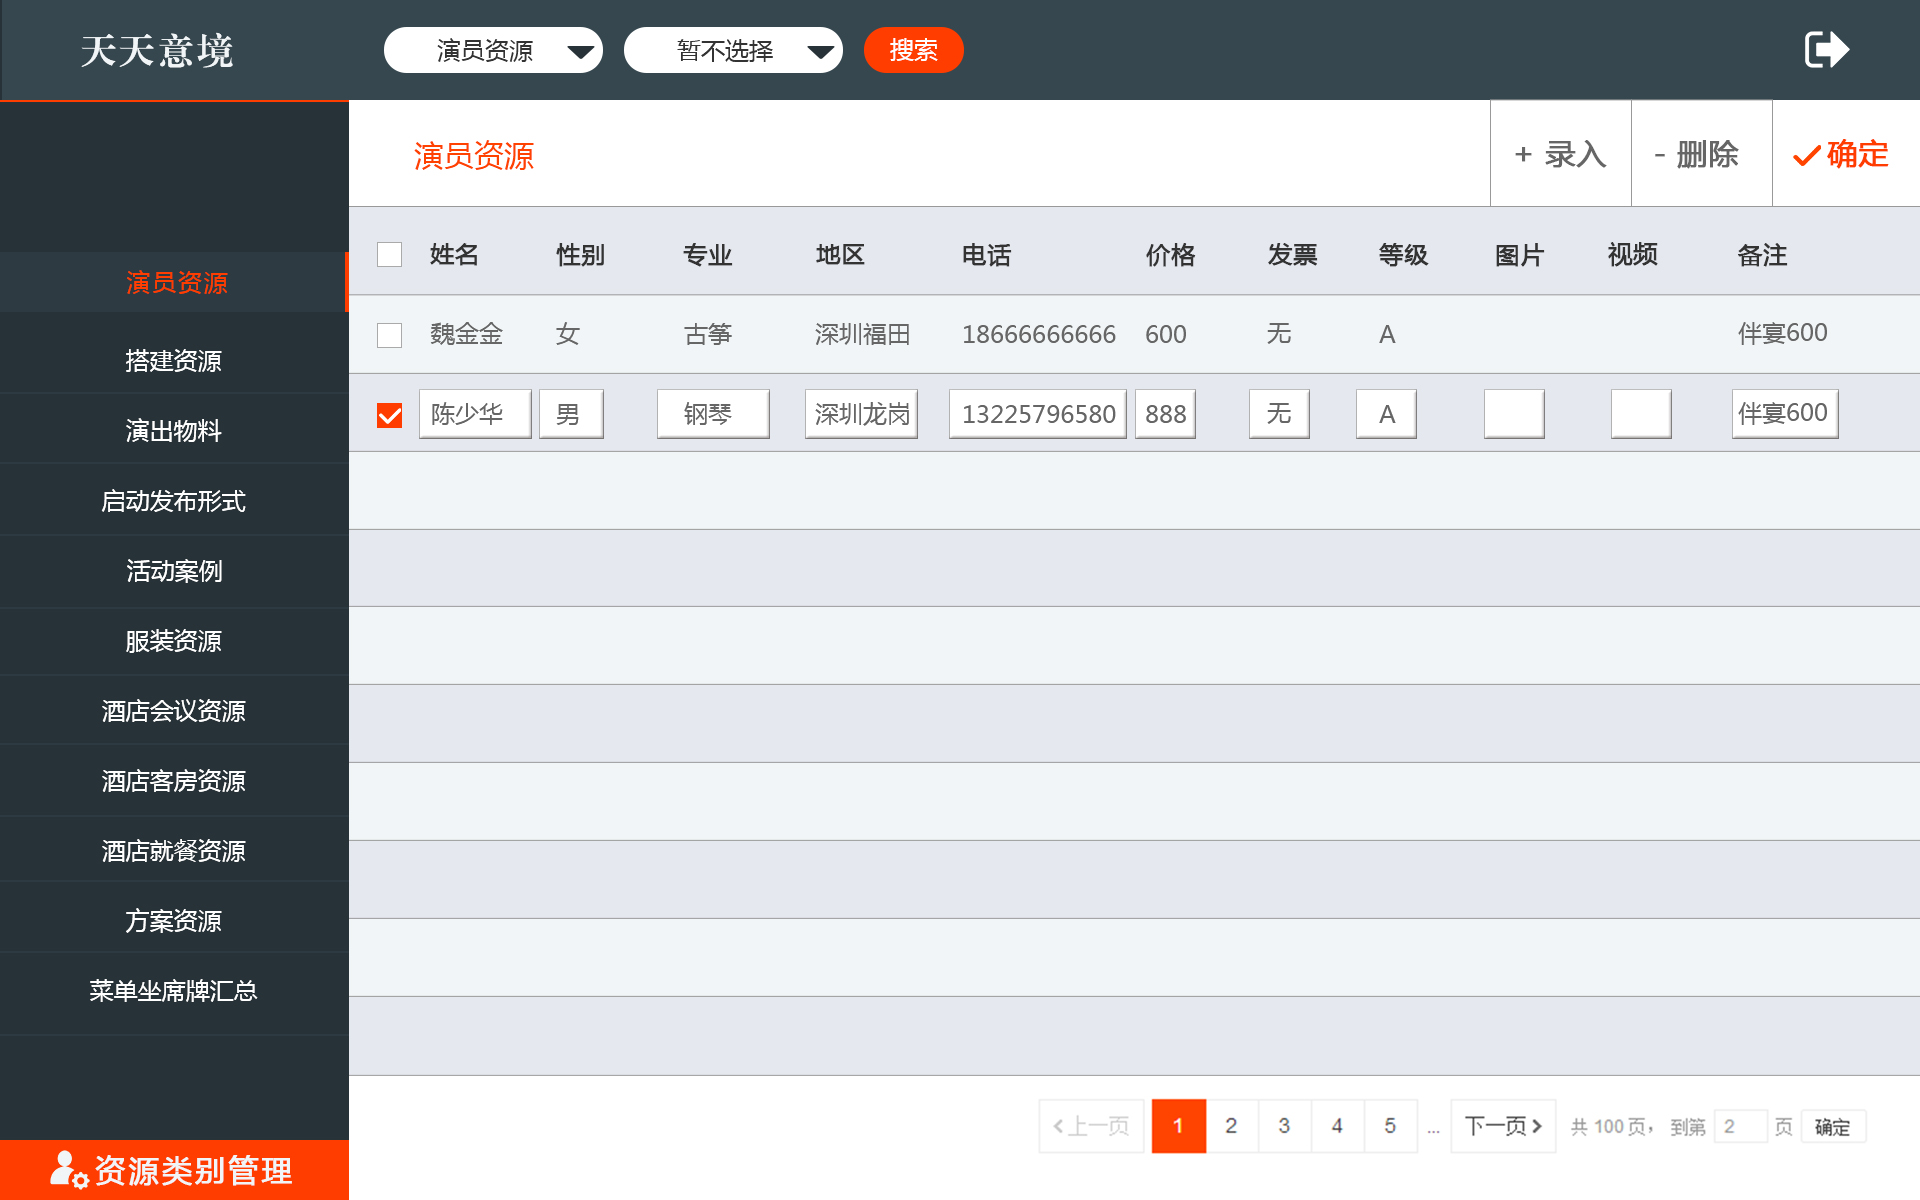 天天意境
演员资源
暂不选择
搜索
演员资源
+ 录入
- 删除
确定
演员资源
搭建资源
演出物料
启动发布形式
活动案例
服装资源
酒店会议资源
酒店客房资源
酒店就餐资源
方案资源
菜单坐席牌汇总
资源类别管理
姓名 性别 专业 地区 电话 价格 发票 等级 图片 视频 备注
魏金金 女 古筝 深圳福田 18666666666 600 无 A 伴宴600
陈少华 男 钢琴 深圳龙岗 13225796580 888 无 A 伴宴600
上一页 1 2 3 4 5 ... 下一页 共 100 页， 到第 2 页 确定